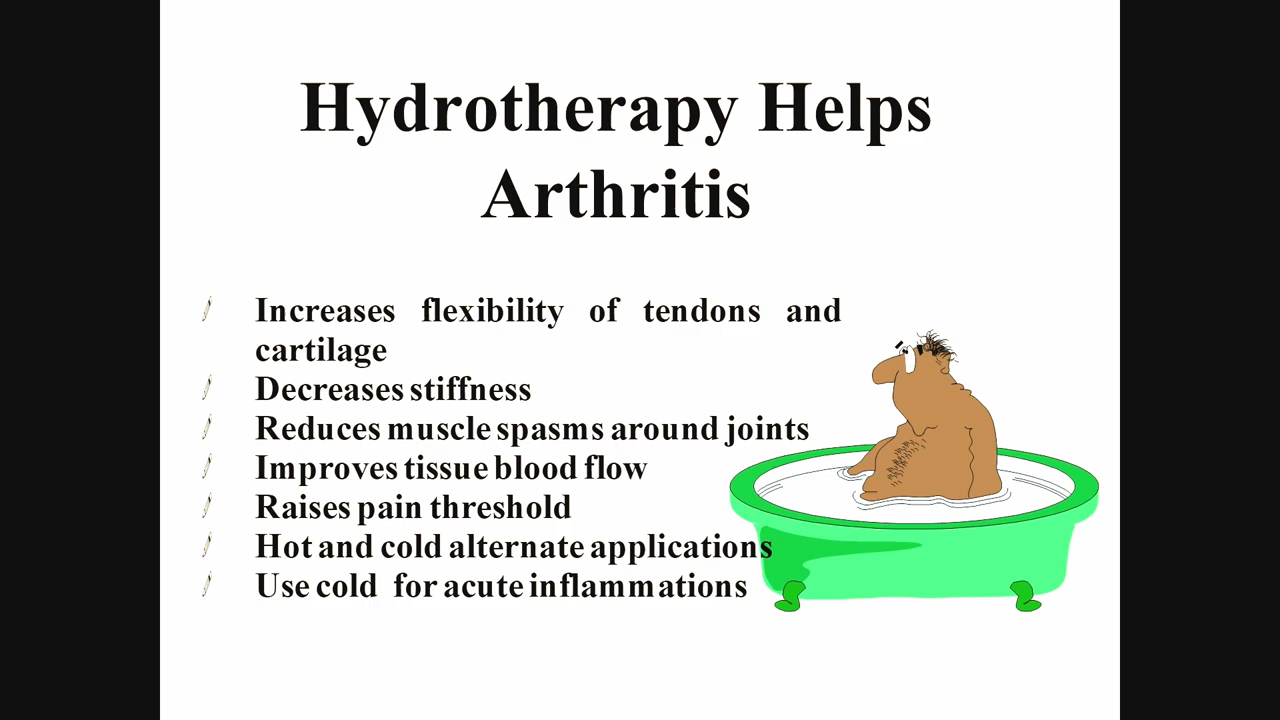 Hydrotherapy Helps
Arthritis
Increases flexibility of tendons and
cartilage
Decreases stiffness
Reduces muscle spasms around joints
Improves tissue blood flow
Raises pain threshold
Hot and cold alternate applications
Use cold for acute inflammations